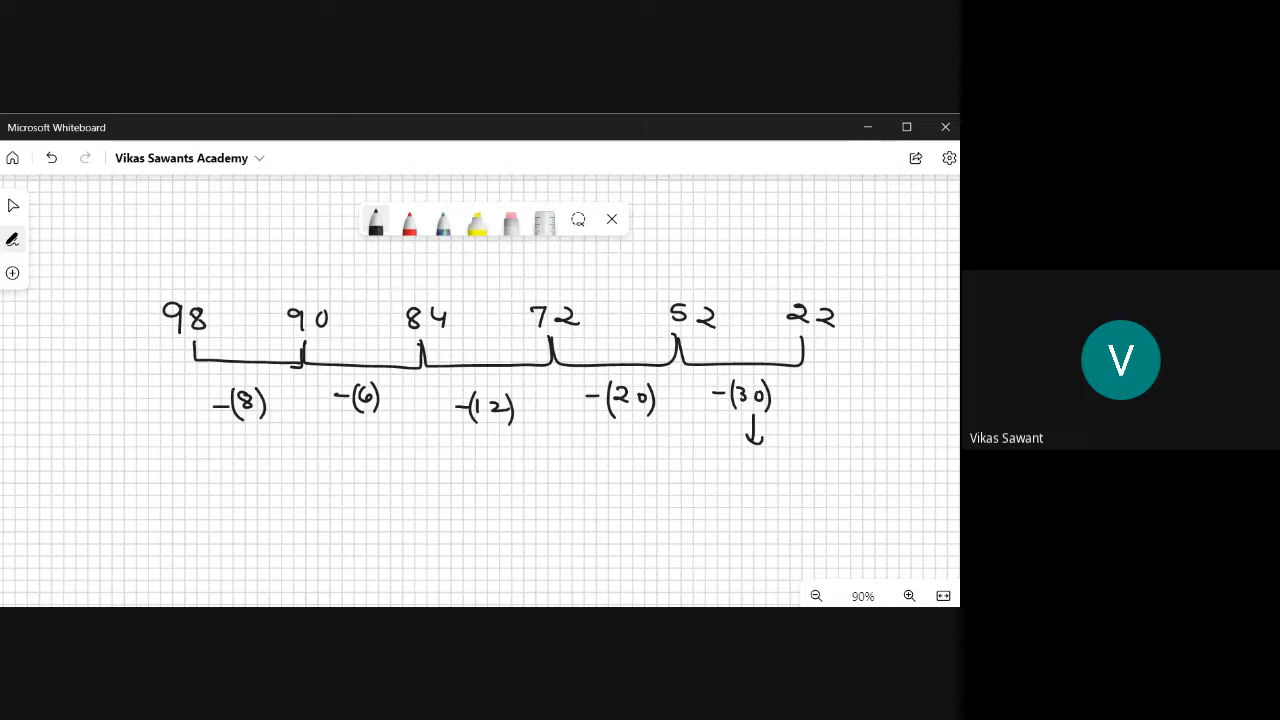 Microsoft Whiteboard
Vikas Sawants Academy
98 90 84 72 52 22
-(8) -(6) -(12) -(20) -(30)
V
Vikas Sawant
90%